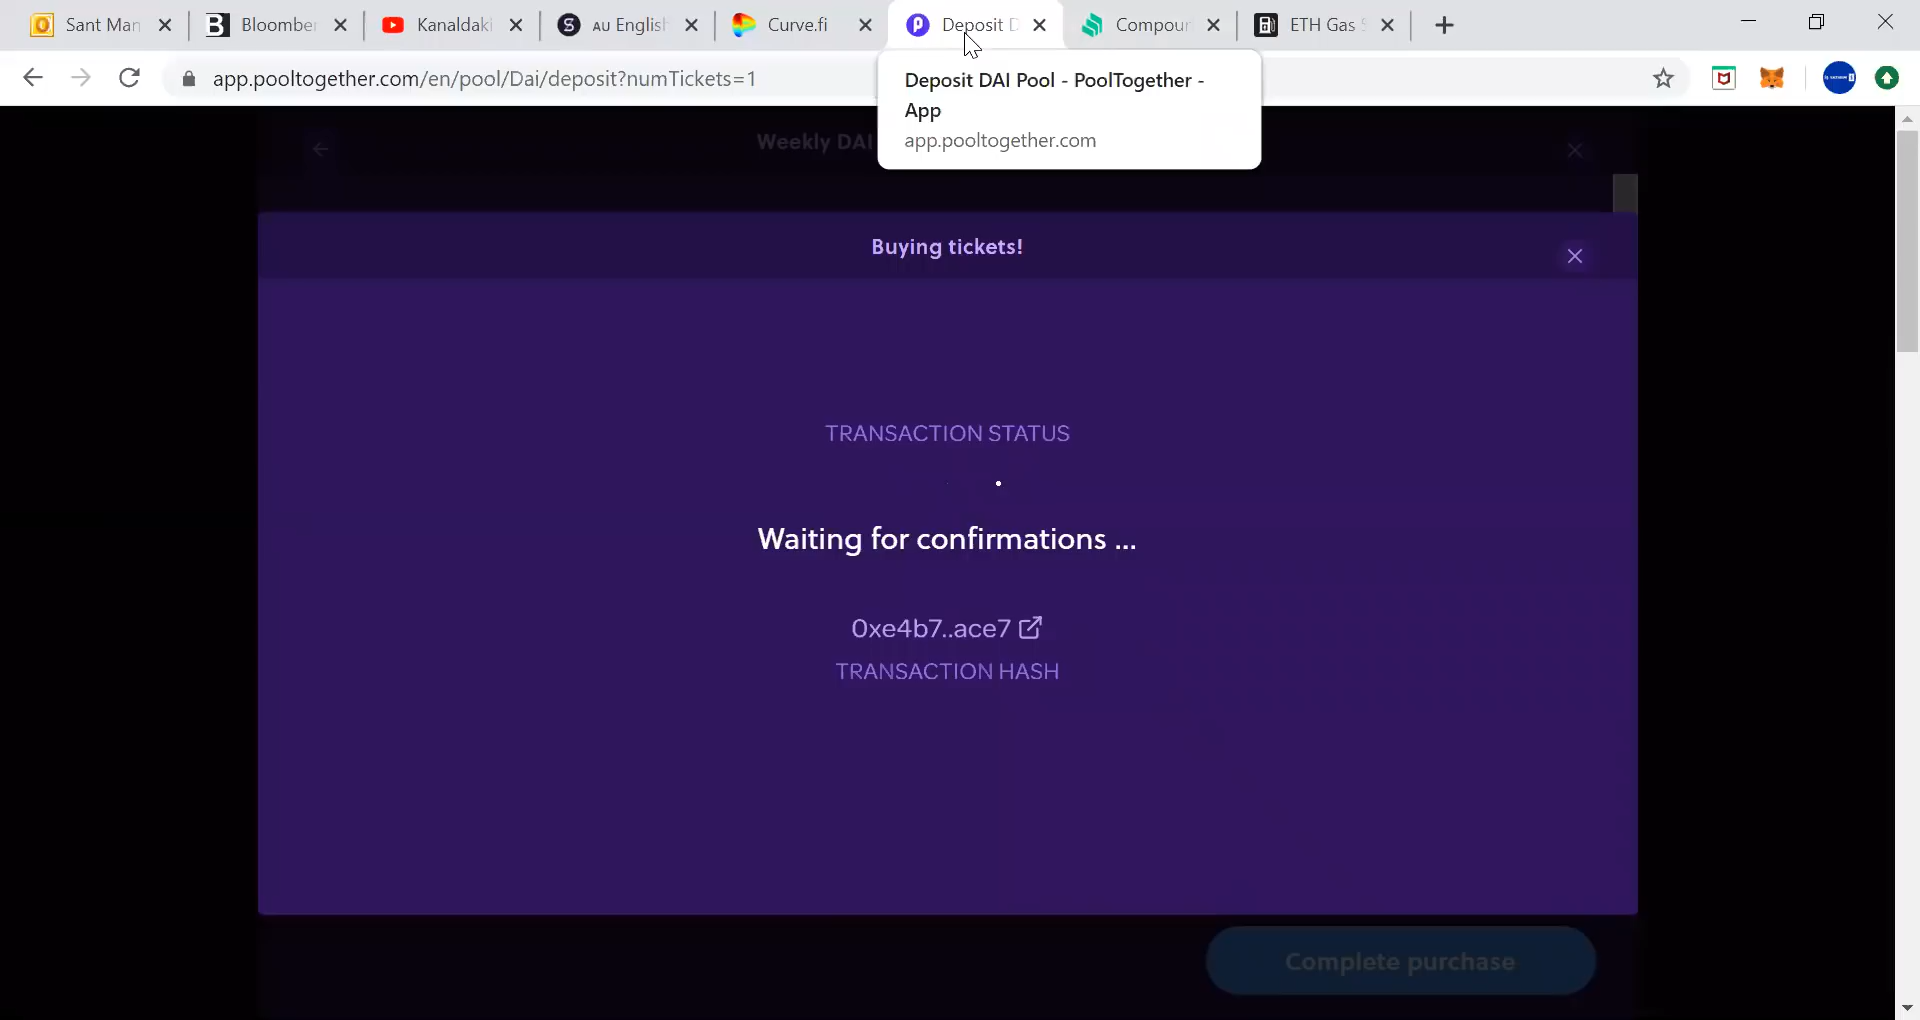 Sant Man
Bloomber
Kanaldaki
AU English
Curve.fi
Deposit D
Compour
ETH Gas S
app.pooltogether.com/en/pool/Dai/deposit?numTickets=1
Deposit DAI Pool - PoolTogether -
App
app.pooltogether.com
Weekly DAI
Buying tickets!
TRANSACTION STATUS
Waiting for confirmations ...
0xe4b7..ace7
TRANSACTION HASH
Complete purchase